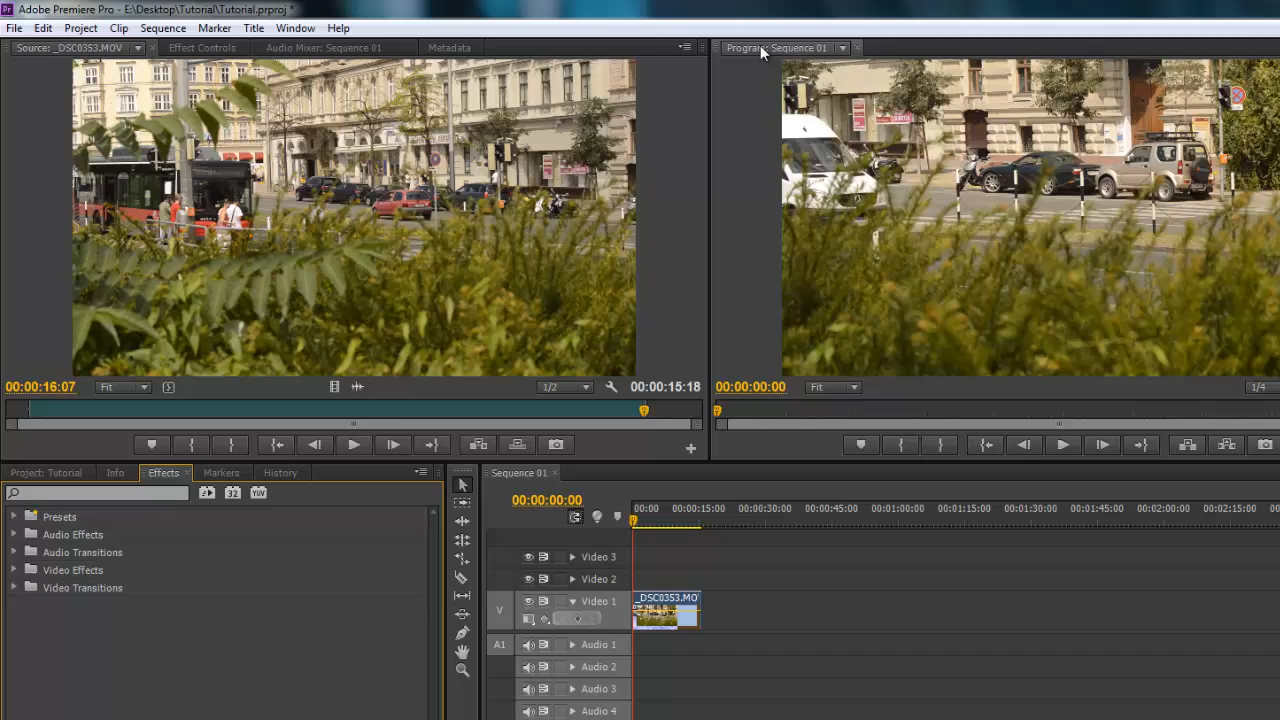 Adobe Premiere Pro - E:\Desktop\Tutorial\Tutorial.prproj *
File Edit Project Clip Sequence Marker Title Window Help
Source: _DSC0353.MOV Effect Controls Audio Mixer: Sequence 01 Metadata
Program: Sequence 01
00:00:16:07 Fit 1/2 00:00:15:18
00:00:00:00 Fit 1/4
Project: Tutorial Info Effects Markers History
32 YUV
Presets
Audio Effects
Audio Transitions
Video Effects
Video Transitions
Sequence 01
00:00:00:00
00:00 00:00:15:00 00:00:30:00 00:00:45:00 00:01:00:00 00:01:15:00 00:01:30:00 00:01:45:00 00:02:00:00 00:02:15:00
Video 3
Video 2
V Video 1 _DSC0353.MO
A1 Audio 1
Audio 2
Audio 3
Audio 4